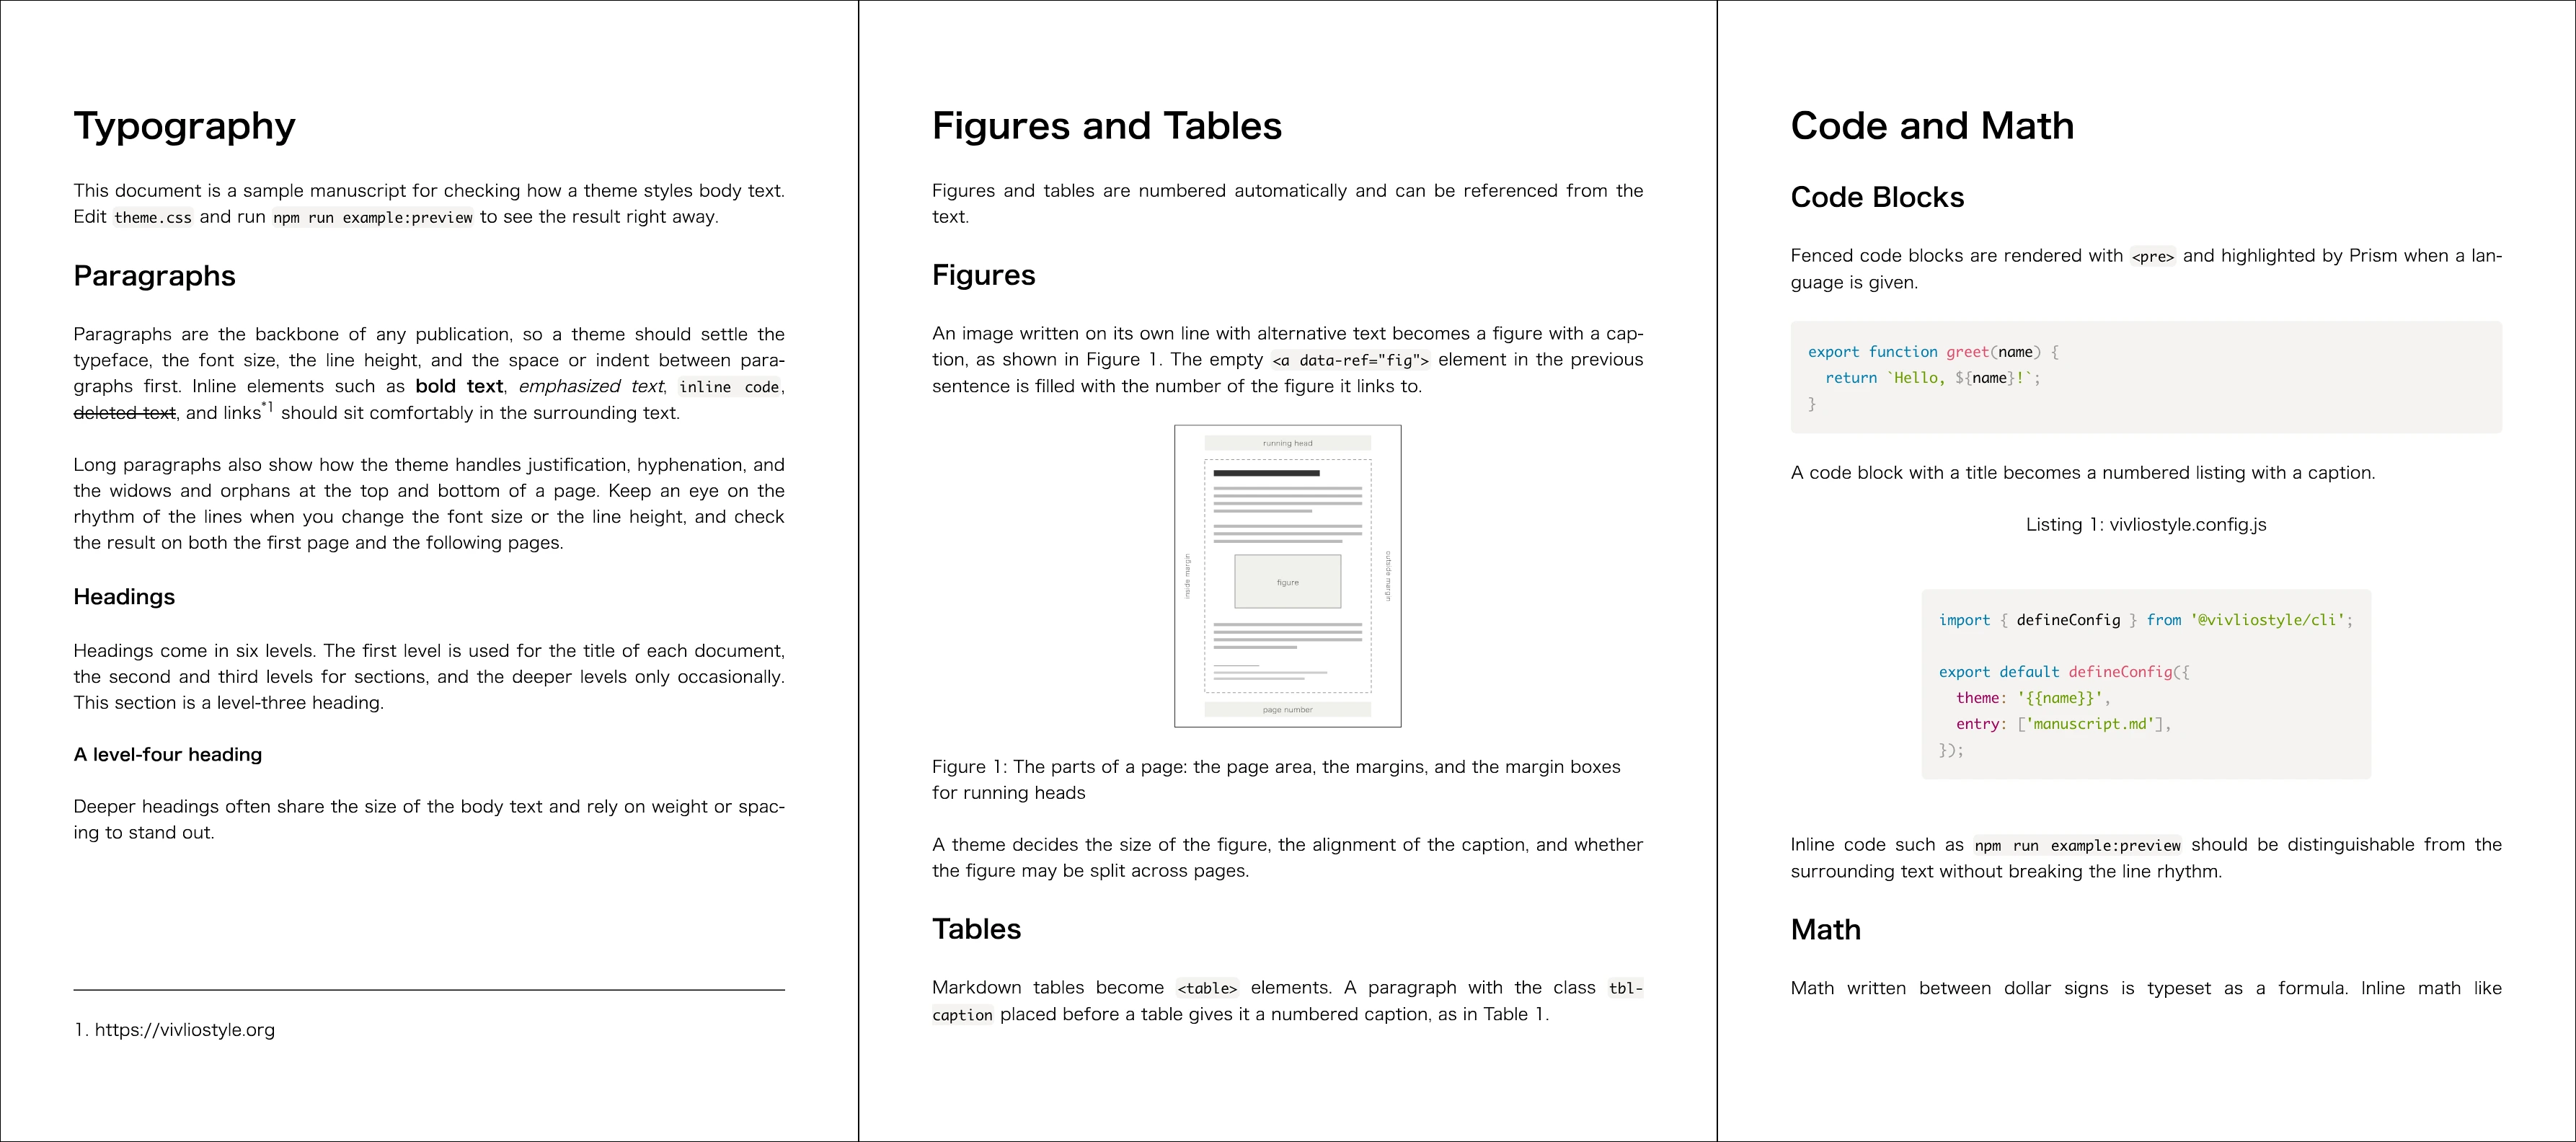 Typography
This document is a sample manuscript for checking how a theme styles body text.
Edit theme.css and run npm run example:preview to see the result right away.
Paragraphs
Paragraphs are the backbone of any publication, so a theme should settle the
typeface, the font size, the line height, and the space or indent between para-
graphs first. Inline elements such as bold text, emphasized text, inline code,
deleted text, and links*1 should sit comfortably in the surrounding text.
Long paragraphs also show how the theme handles justification, hyphenation, and
the widows and orphans at the top and bottom of a page. Keep an eye on the
rhythm of the lines when you change the font size or the line height, and check
the result on both the first page and the following pages.
Headings
Headings come in six levels. The first level is used for the title of each document,
the second and third levels for sections, and the deeper levels only occasionally.
This section is a level-three heading.
A level-four heading
Deeper headings often share the size of the body text and rely on weight or spac-
ing to stand out.
1. https://vivliostyle.org
Figures and Tables
Figures and tables are numbered automatically and can be referenced from the
text.
Figures
An image written on its own line with alternative text becomes a figure with a cap-
tion, as shown in Figure 1. The empty <a data-ref="fig"> element in the previous
sentence is filled with the number of the figure it links to.
running head
inside margin
figure
outside margin
page number
Figure 1: The parts of a page: the page area, the margins, and the margin boxes
for running heads
A theme decides the size of the figure, the alignment of the caption, and whether
the figure may be split across pages.
Tables
Markdown tables become <table> elements. A paragraph with the class tbl-
caption placed before a table gives it a numbered caption, as in Table 1.
Code and Math
Code Blocks
Fenced code blocks are rendered with <pre> and highlighted by Prism when a lan-
guage is given.
export function greet(name) {
  return `Hello, ${name}!`;
}
A code block with a title becomes a numbered listing with a caption.
Listing 1: vivliostyle.config.js
import { defineConfig } from '@vivliostyle/cli';
export default defineConfig({
  theme: '{{name}}',
  entry: ['manuscript.md'],
});
Inline code such as npm run example:preview should be distinguishable from the
surrounding text without breaking the line rhythm.
Math
Math written between dollar signs is typeset as a formula. Inline math like